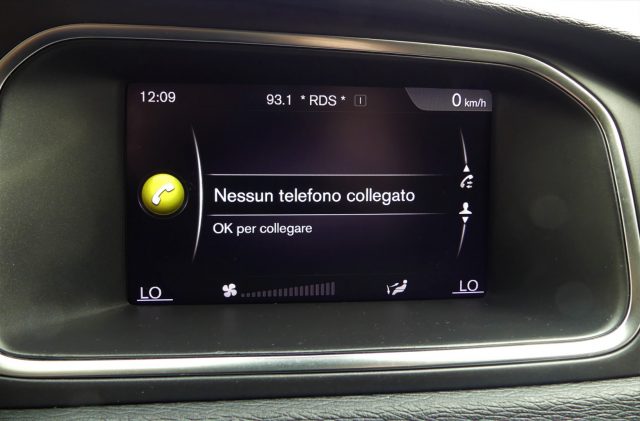 12:09 93.1 * RDS * I 0 km/h
Nessun telefono collegato
OK per collegare
LO LO